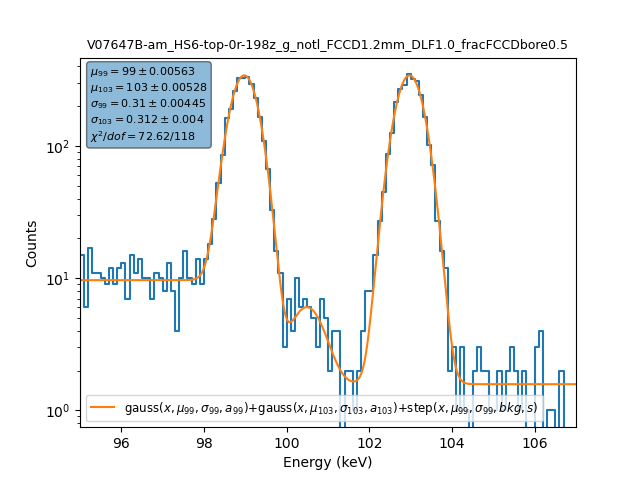 V07647B-am_HS6-top-0r-198z_g_notl_FCCD1.2mm_DLF1.0_fracFCCDbore0.5
μ₉₉ = 99 ± 0.00563
μ₁₀₃ = 103 ± 0.00528
σ₉₉ = 0.31 ± 0.00445
σ₁₀₃ = 0.312 ± 0.004
χ²/dof = 72.62/118
Counts
10²
10¹
10⁰
gauss(x, μ₉₉, σ₉₉, a₉₉)+gauss(x, μ₁₀₃, σ₁₀₃, a₁₀₃)+step(x, μ₉₉, σ₉₉, bkg, s)
96 98 100 102 104 106
Energy (keV)